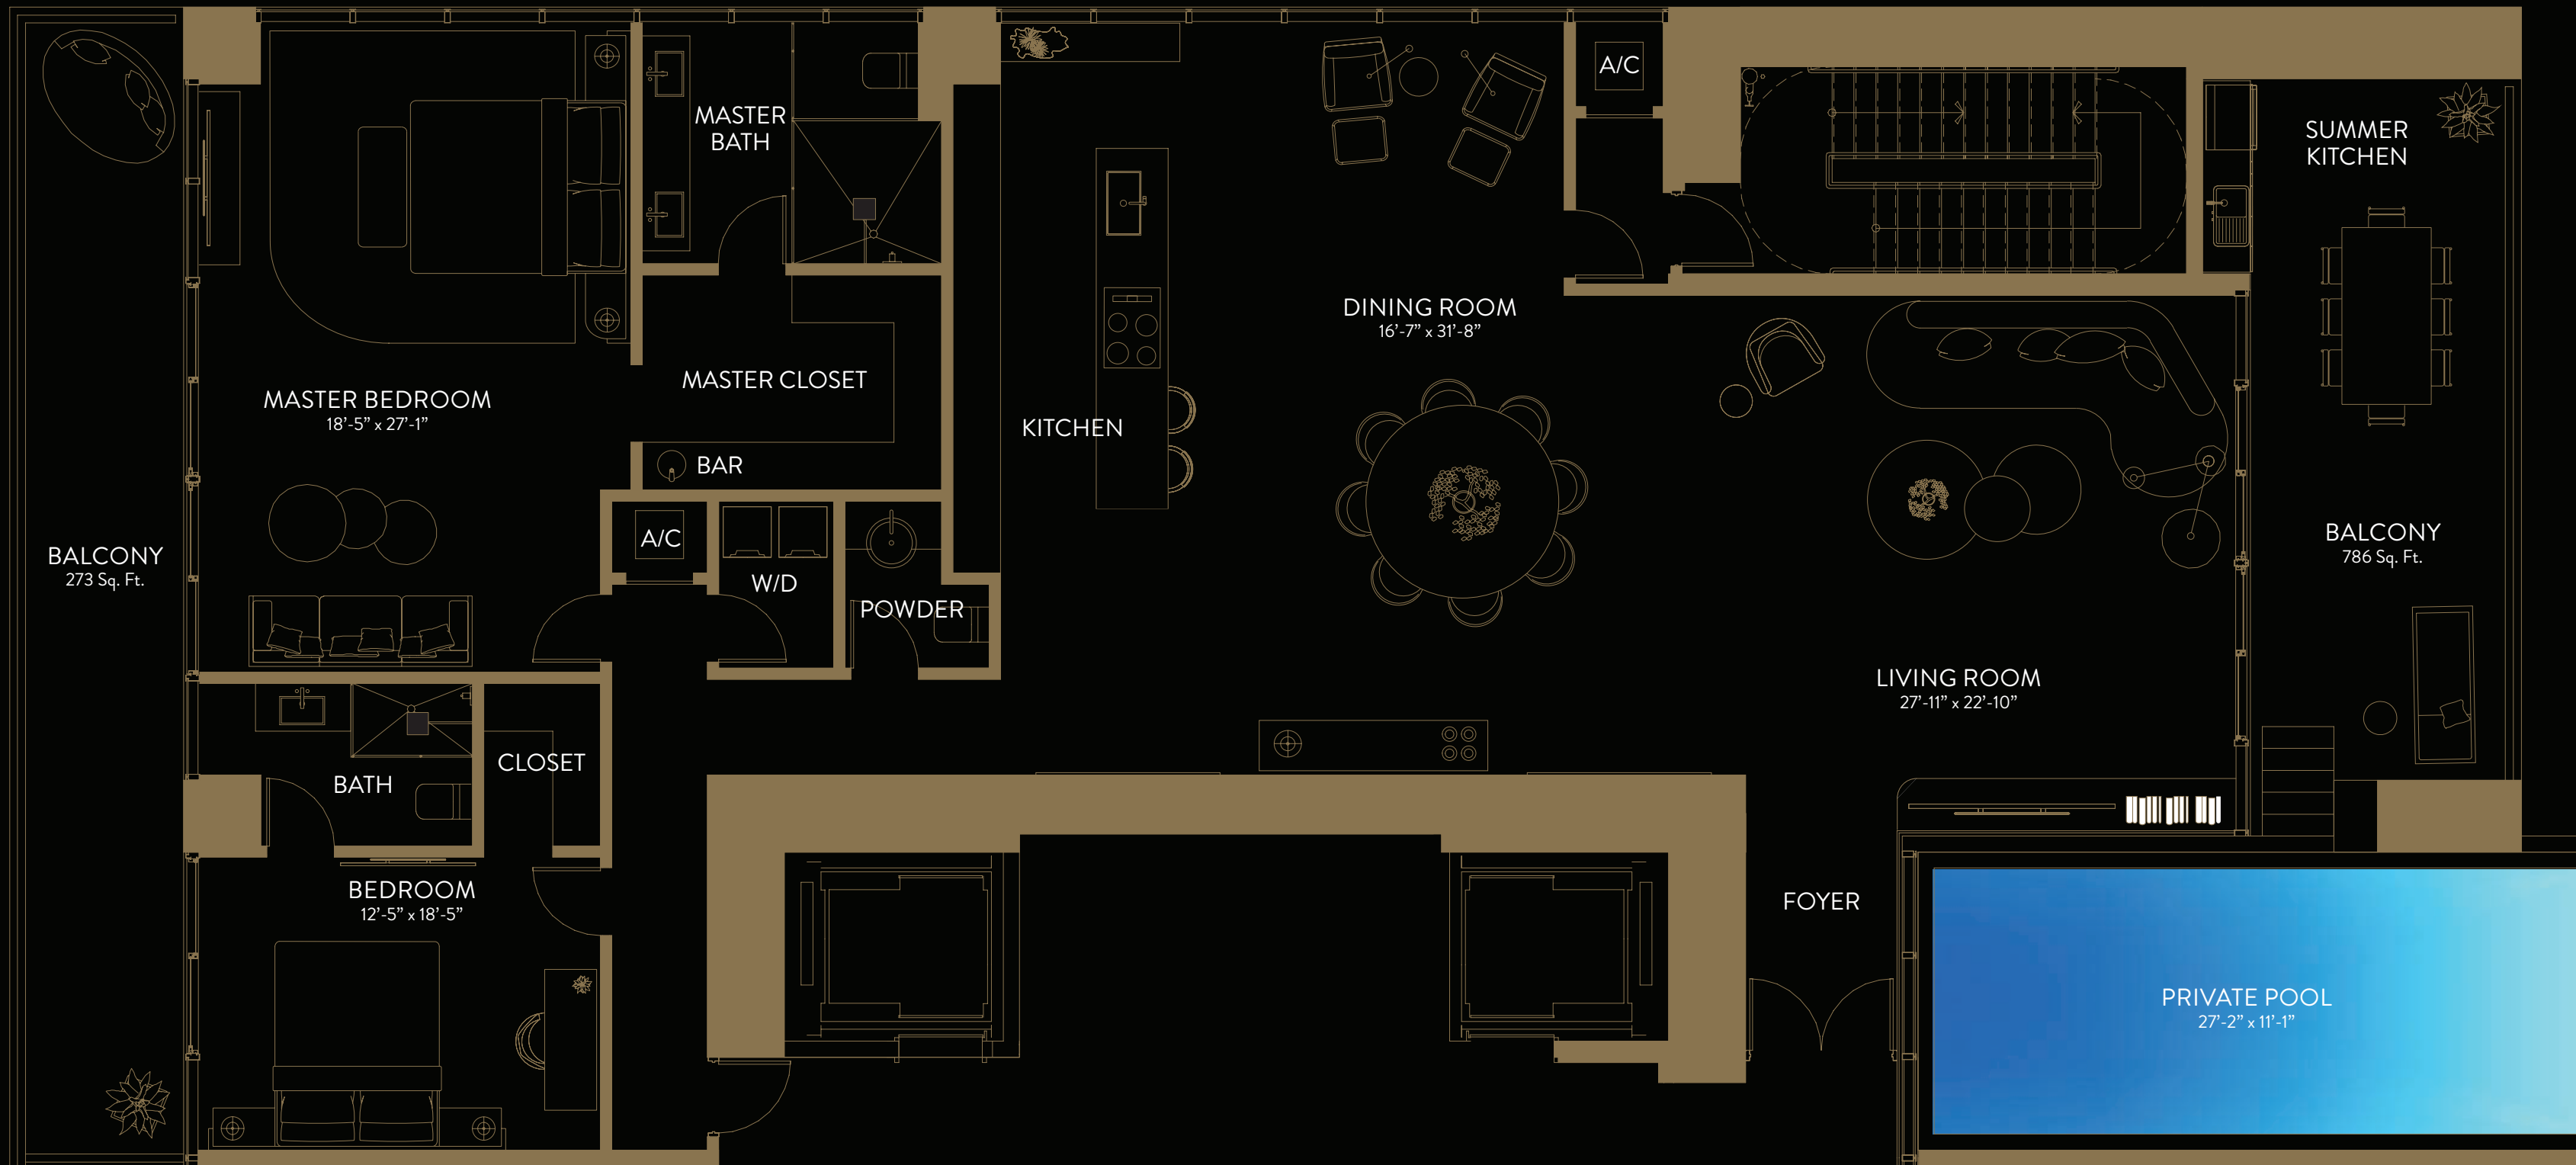 A/C
MASTER
BATH
SUMMER
KITCHEN
DINING ROOM
16’-7” x 31’-8”
MASTER CLOSET
MASTER BEDROOM
18’-5” x 27’-1”
KITCHEN
BAR
A/C
BALCONY
273 Sq. Ft.
W/D
POWDER
BALCONY
786 Sq. Ft.
LIVING ROOM
27’-11” x 22’-10”
CLOSET
BATH
BEDROOM
12’-5” x 18’-5”
FOYER
PRIVATE POOL
27’-2” x 11’-1”